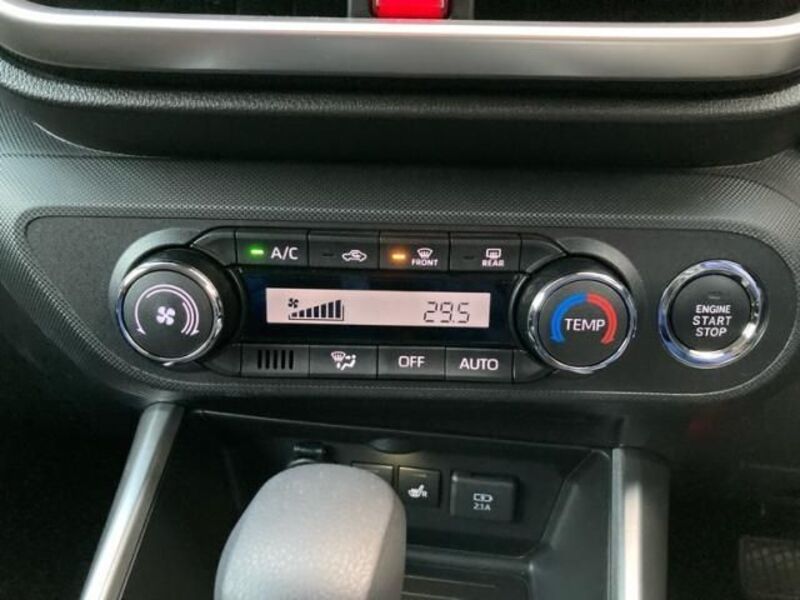 A/C
FRONT
REAR
29.5
TEMP
ENGINE
START
STOP
OFF
AUTO
R
2.1A